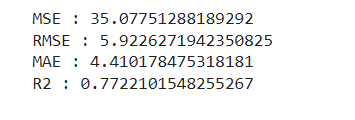 MSE : 35.07751288189292
RMSE : 5.9226271942350825
MAE : 4.410178475318181
R2 : 0.7722101548255267